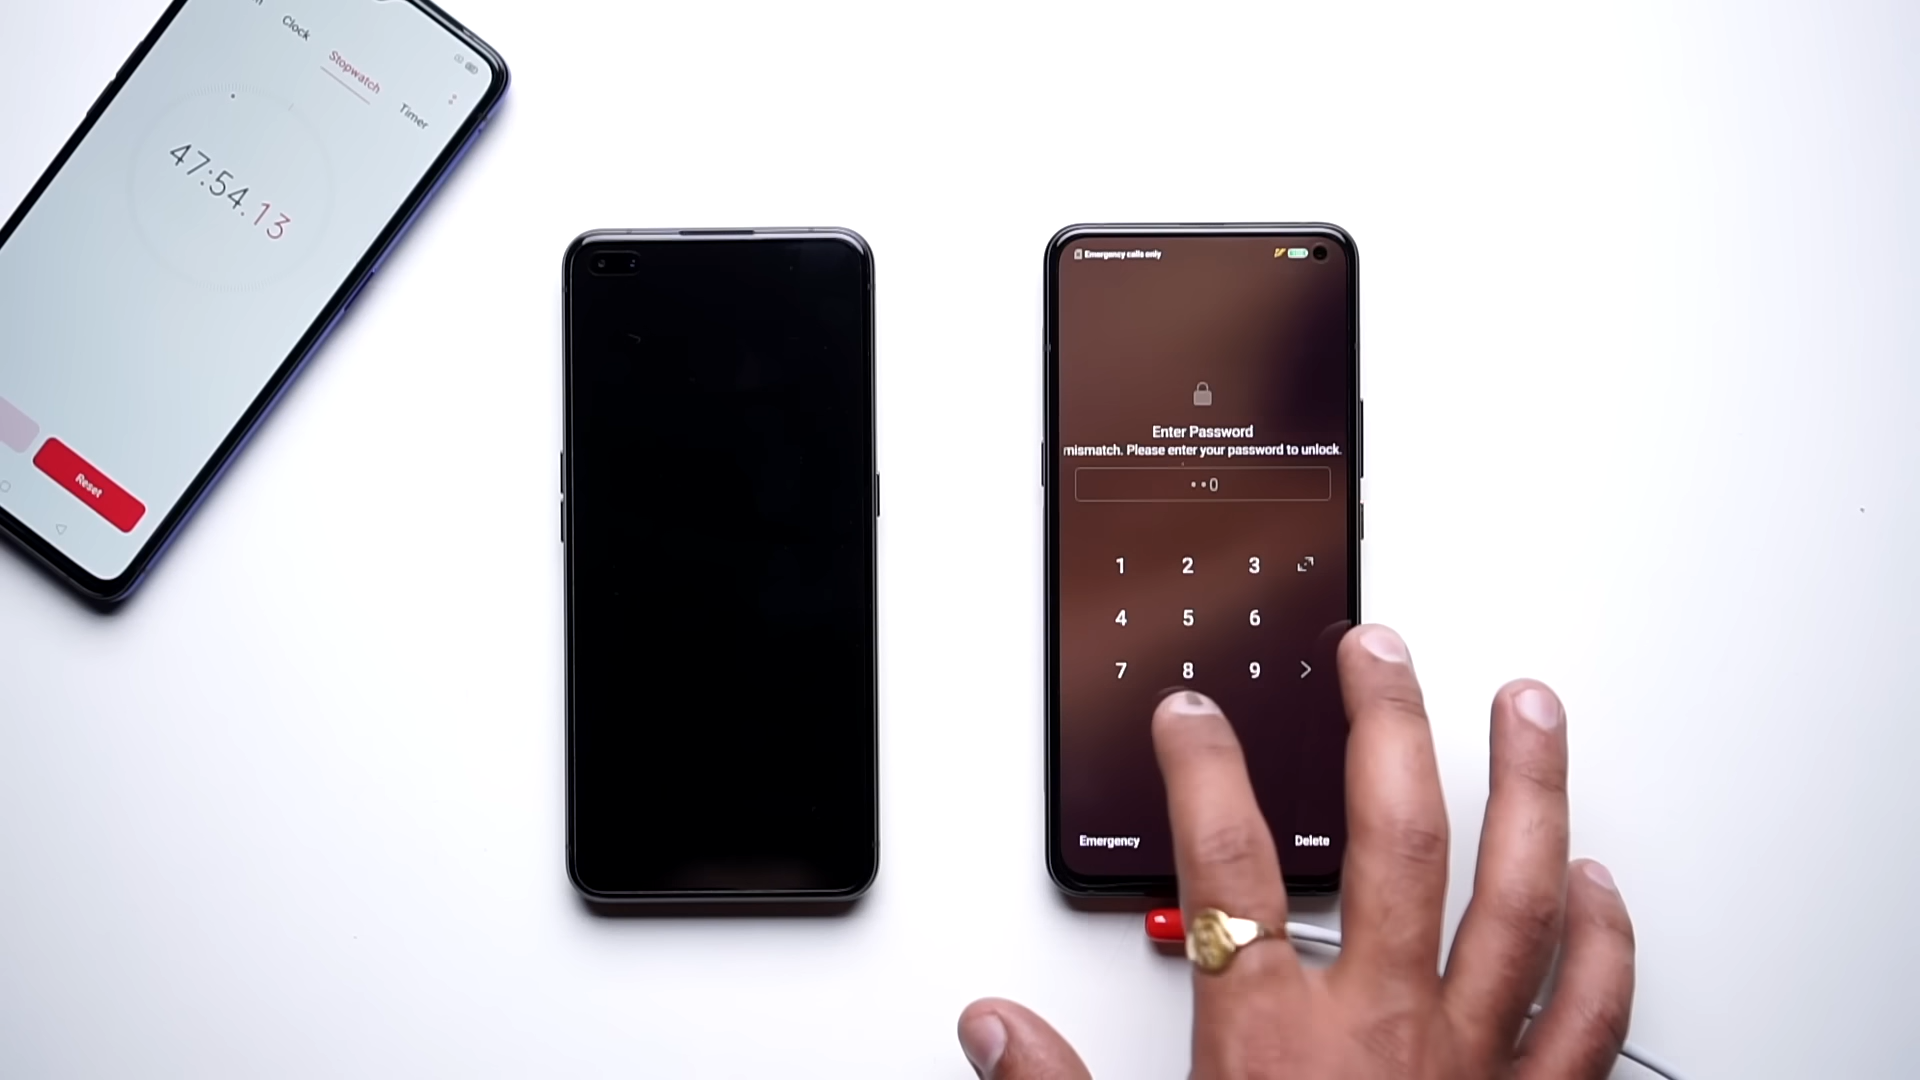 Clock
Stopwatch
Timer
47:54.13
Reset
Emergency calls only
Enter Password
mismatch. Please enter your password to unlock.
••0
1 2 3
4 5 6
7 8 9 >
Emergency
Delete